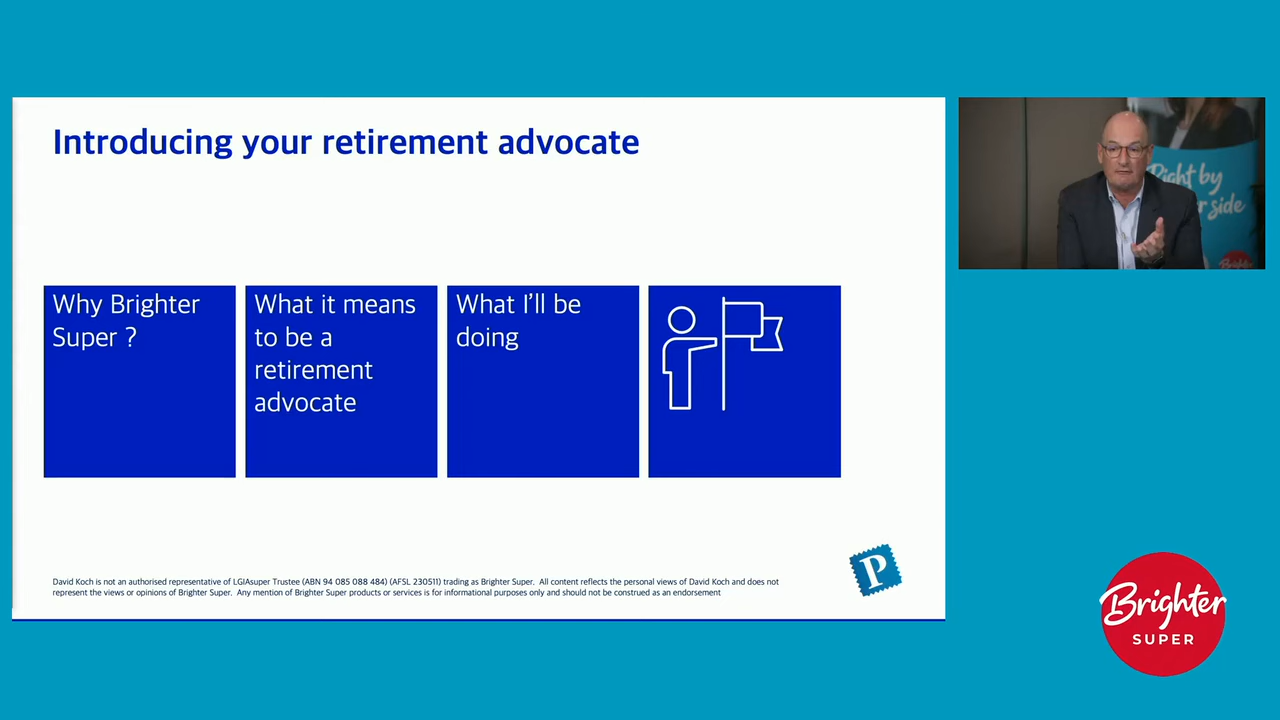 Introducing your retirement advocate
Why Brighter
Super ?
What it means
to be a
retirement
advocate
What I'll be
doing
David Koch is not an authorised representative of LGIAsuper Trustee (ABN 94 085 088 484) (AFSL 230511) trading as Brighter Super.  All content reflects the personal views of David Koch and does not
represent the views or opinions of Brighter Super.  Any mention of Brighter Super products or services is for informational purposes only and should not be construed as an endorsement
P
Right by
side
Brighter
SUPER